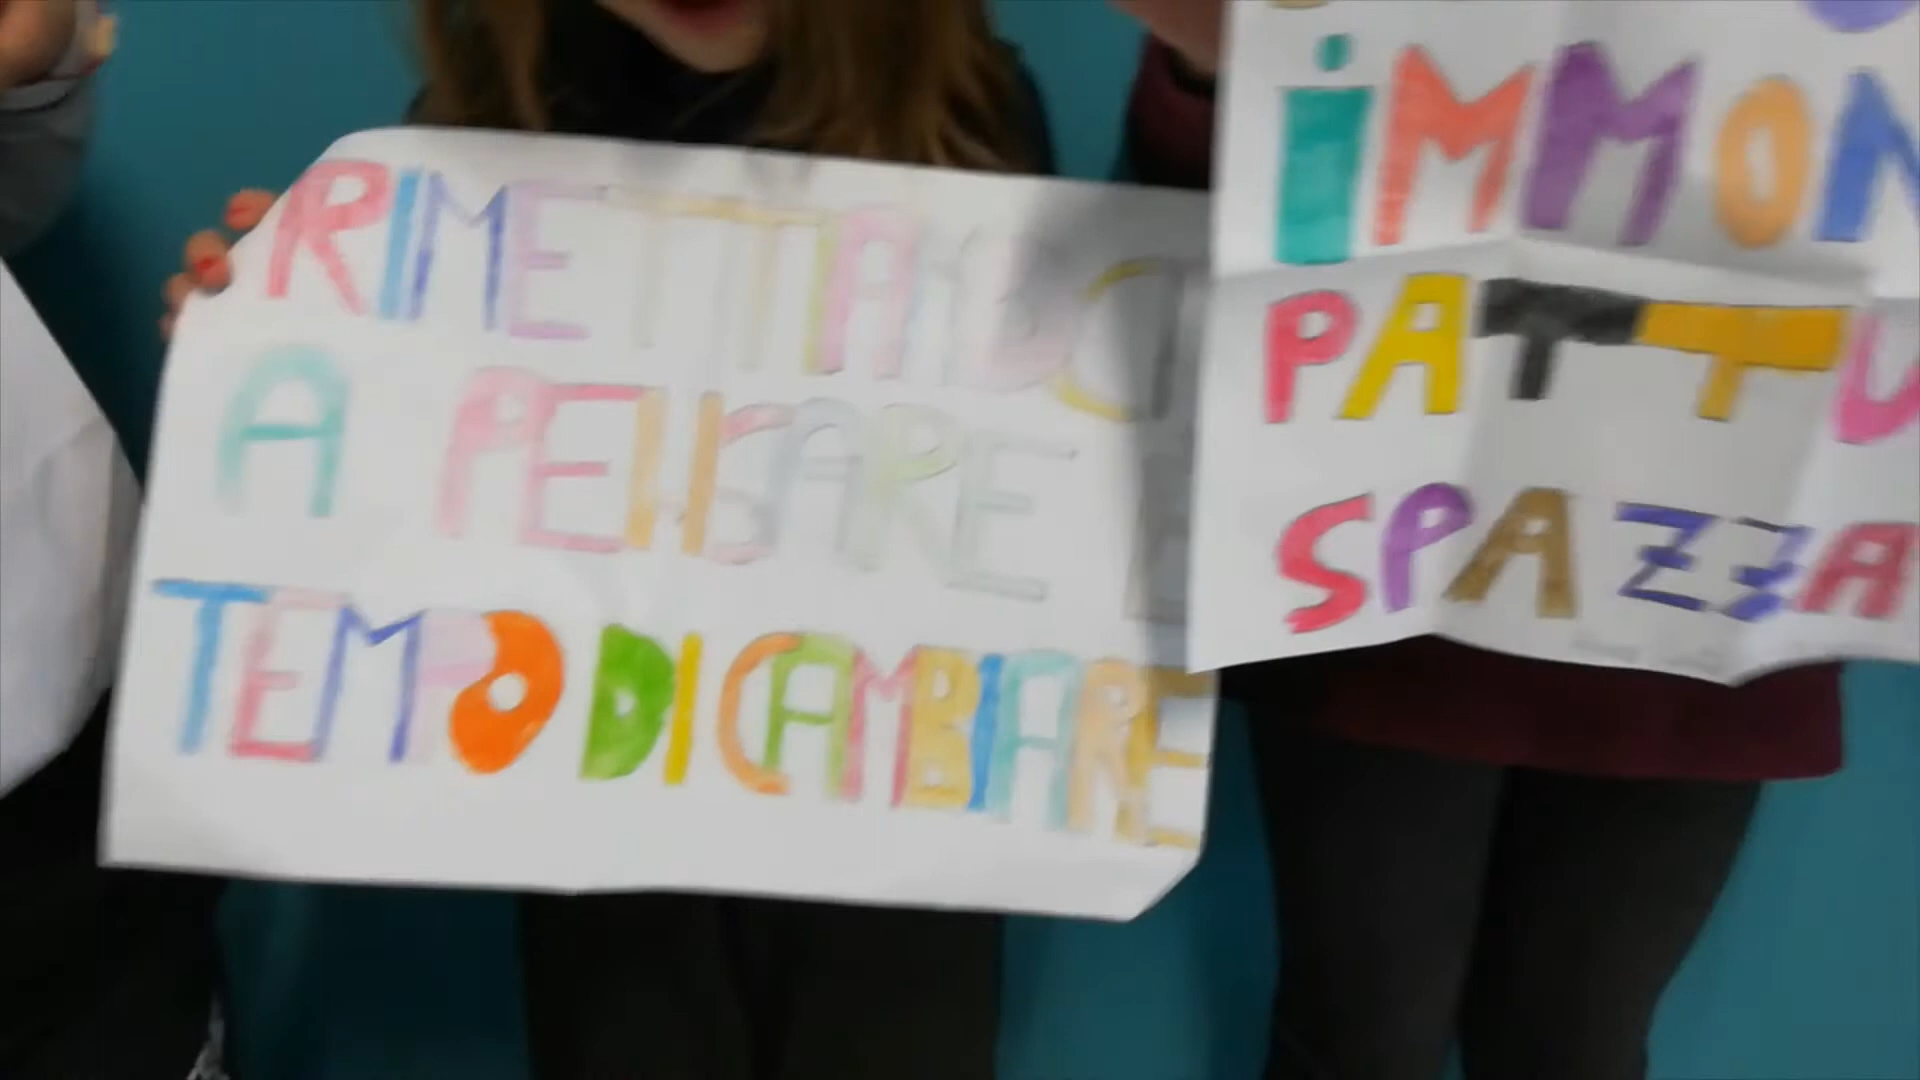 RIMETTIAMOCI
A PENSARE
TEMPO DI CAMBIARE
iMMON
PATTU
SPAZZA